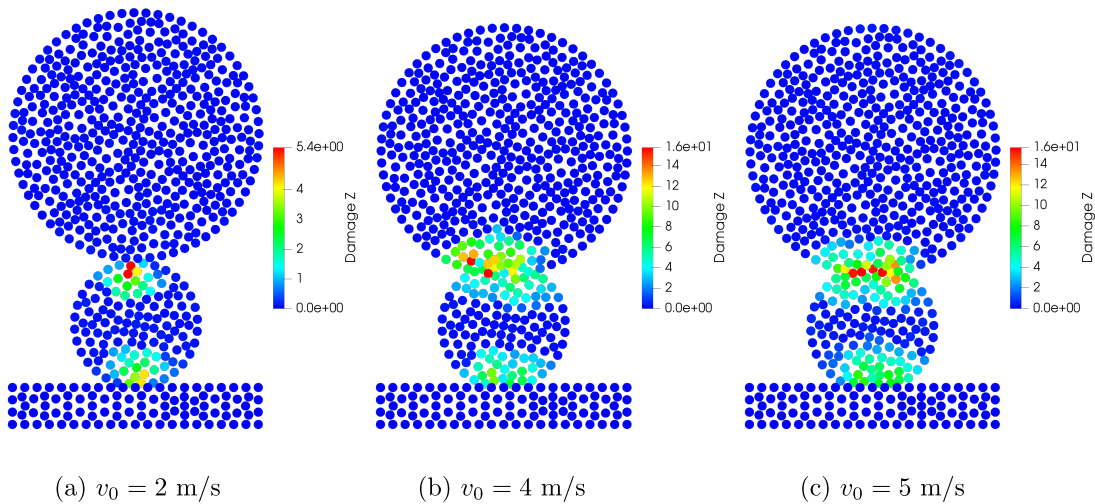 5.4e+00
4
3
2
1
0.0e+00
Damage Z
1.6e+01
14
12
10
8
6
4
2
0.0e+00
Damage Z
1.6e+01
14
12
10
8
6
4
2
0.0e+00
Damage Z
(a) v₀ = 2 m/s
(b) v₀ = 4 m/s
(c) v₀ = 5 m/s